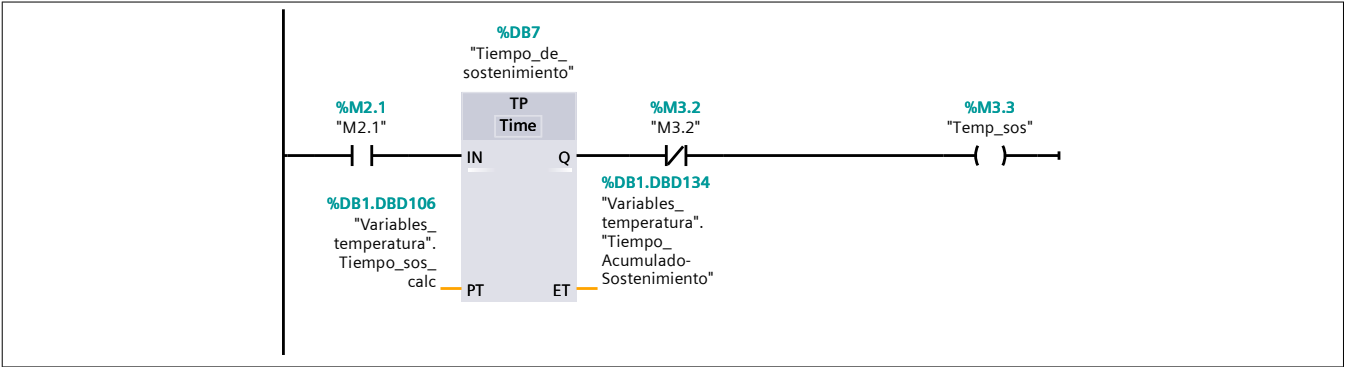 %DB7
"Tiempo_de_
sostenimiento"
TP
Time
%M2.1
"M2.1"
%M3.2
"M3.2"
%M3.3
"Temp_sos"
IN
Q
%DB1.DBD106
"Variables_
temperatura".
Tiempo_sos_
calc
PT
ET
%DB1.DBD134
"Variables_
temperatura".
"Tiempo_
Acumulado-
Sostenimiento"